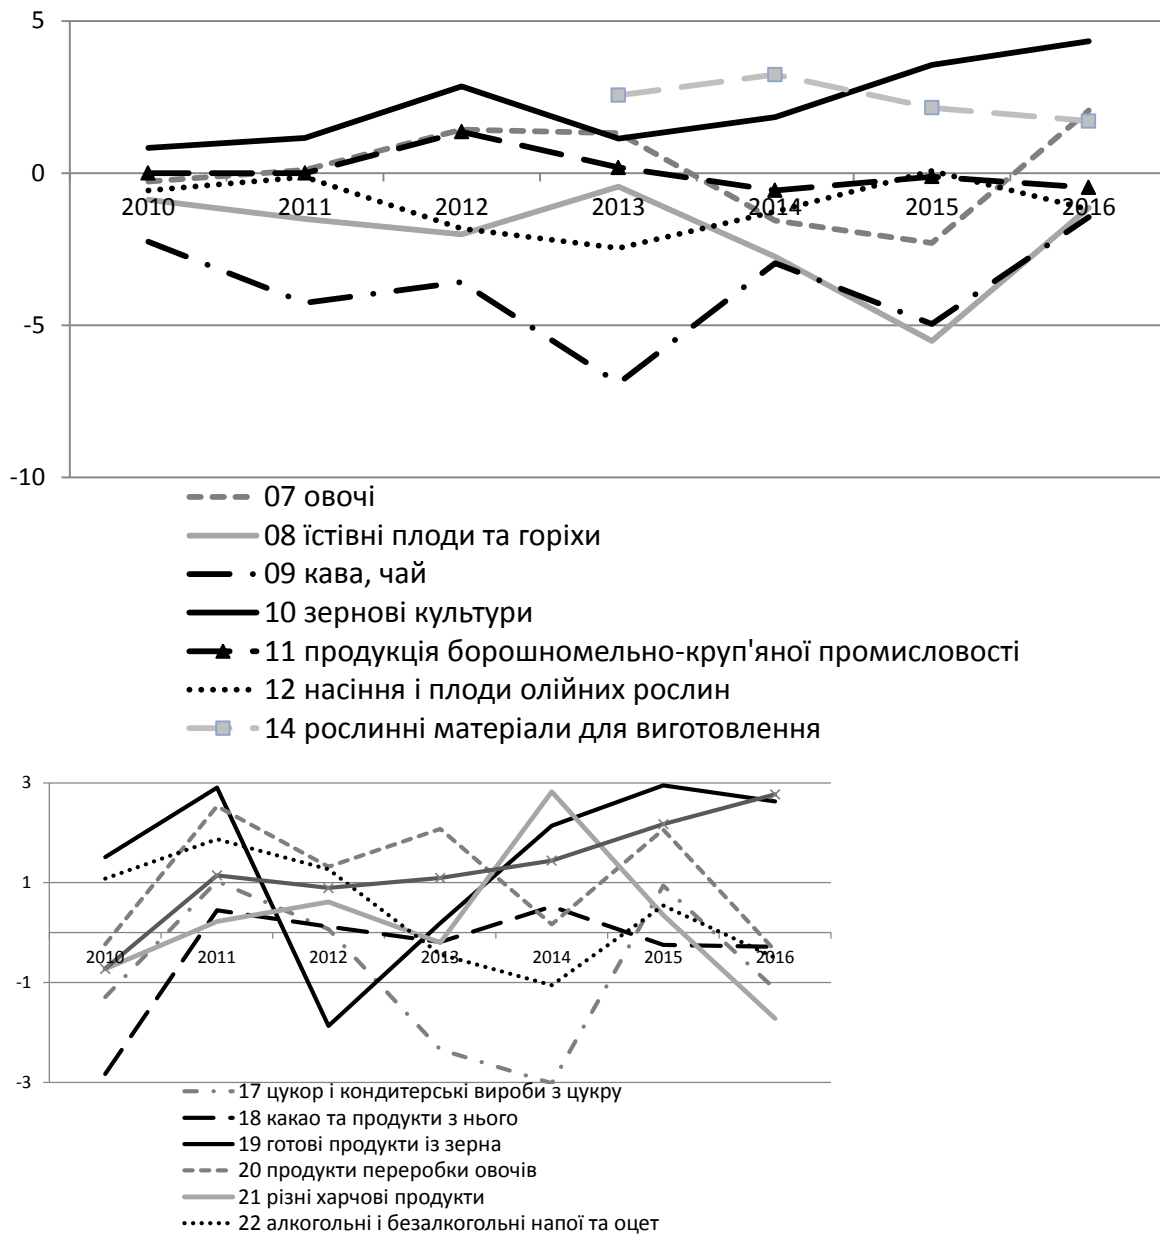 5
0
2010 2011 2012 2013 2014 2015 2016
-5
-10
07 овочі
08 їстівні плоди та горіхи
09 кава, чай
10 зернові культури
11 продукція борошномельно-круп'яної промисловості
12 насіння і плоди олійних рослин
14 рослинні матеріали для виготовлення
3
1
2010 2011 2012 2013 2014 2015 2016
-1
-3
17 цукор і кондитерські вироби з цукру
18 какао та продукти з нього
19 готові продукти із зерна
20 продукти переробки овочів
21 різні харчові продукти
22 алкогольні і безалкогольні напої та оцет